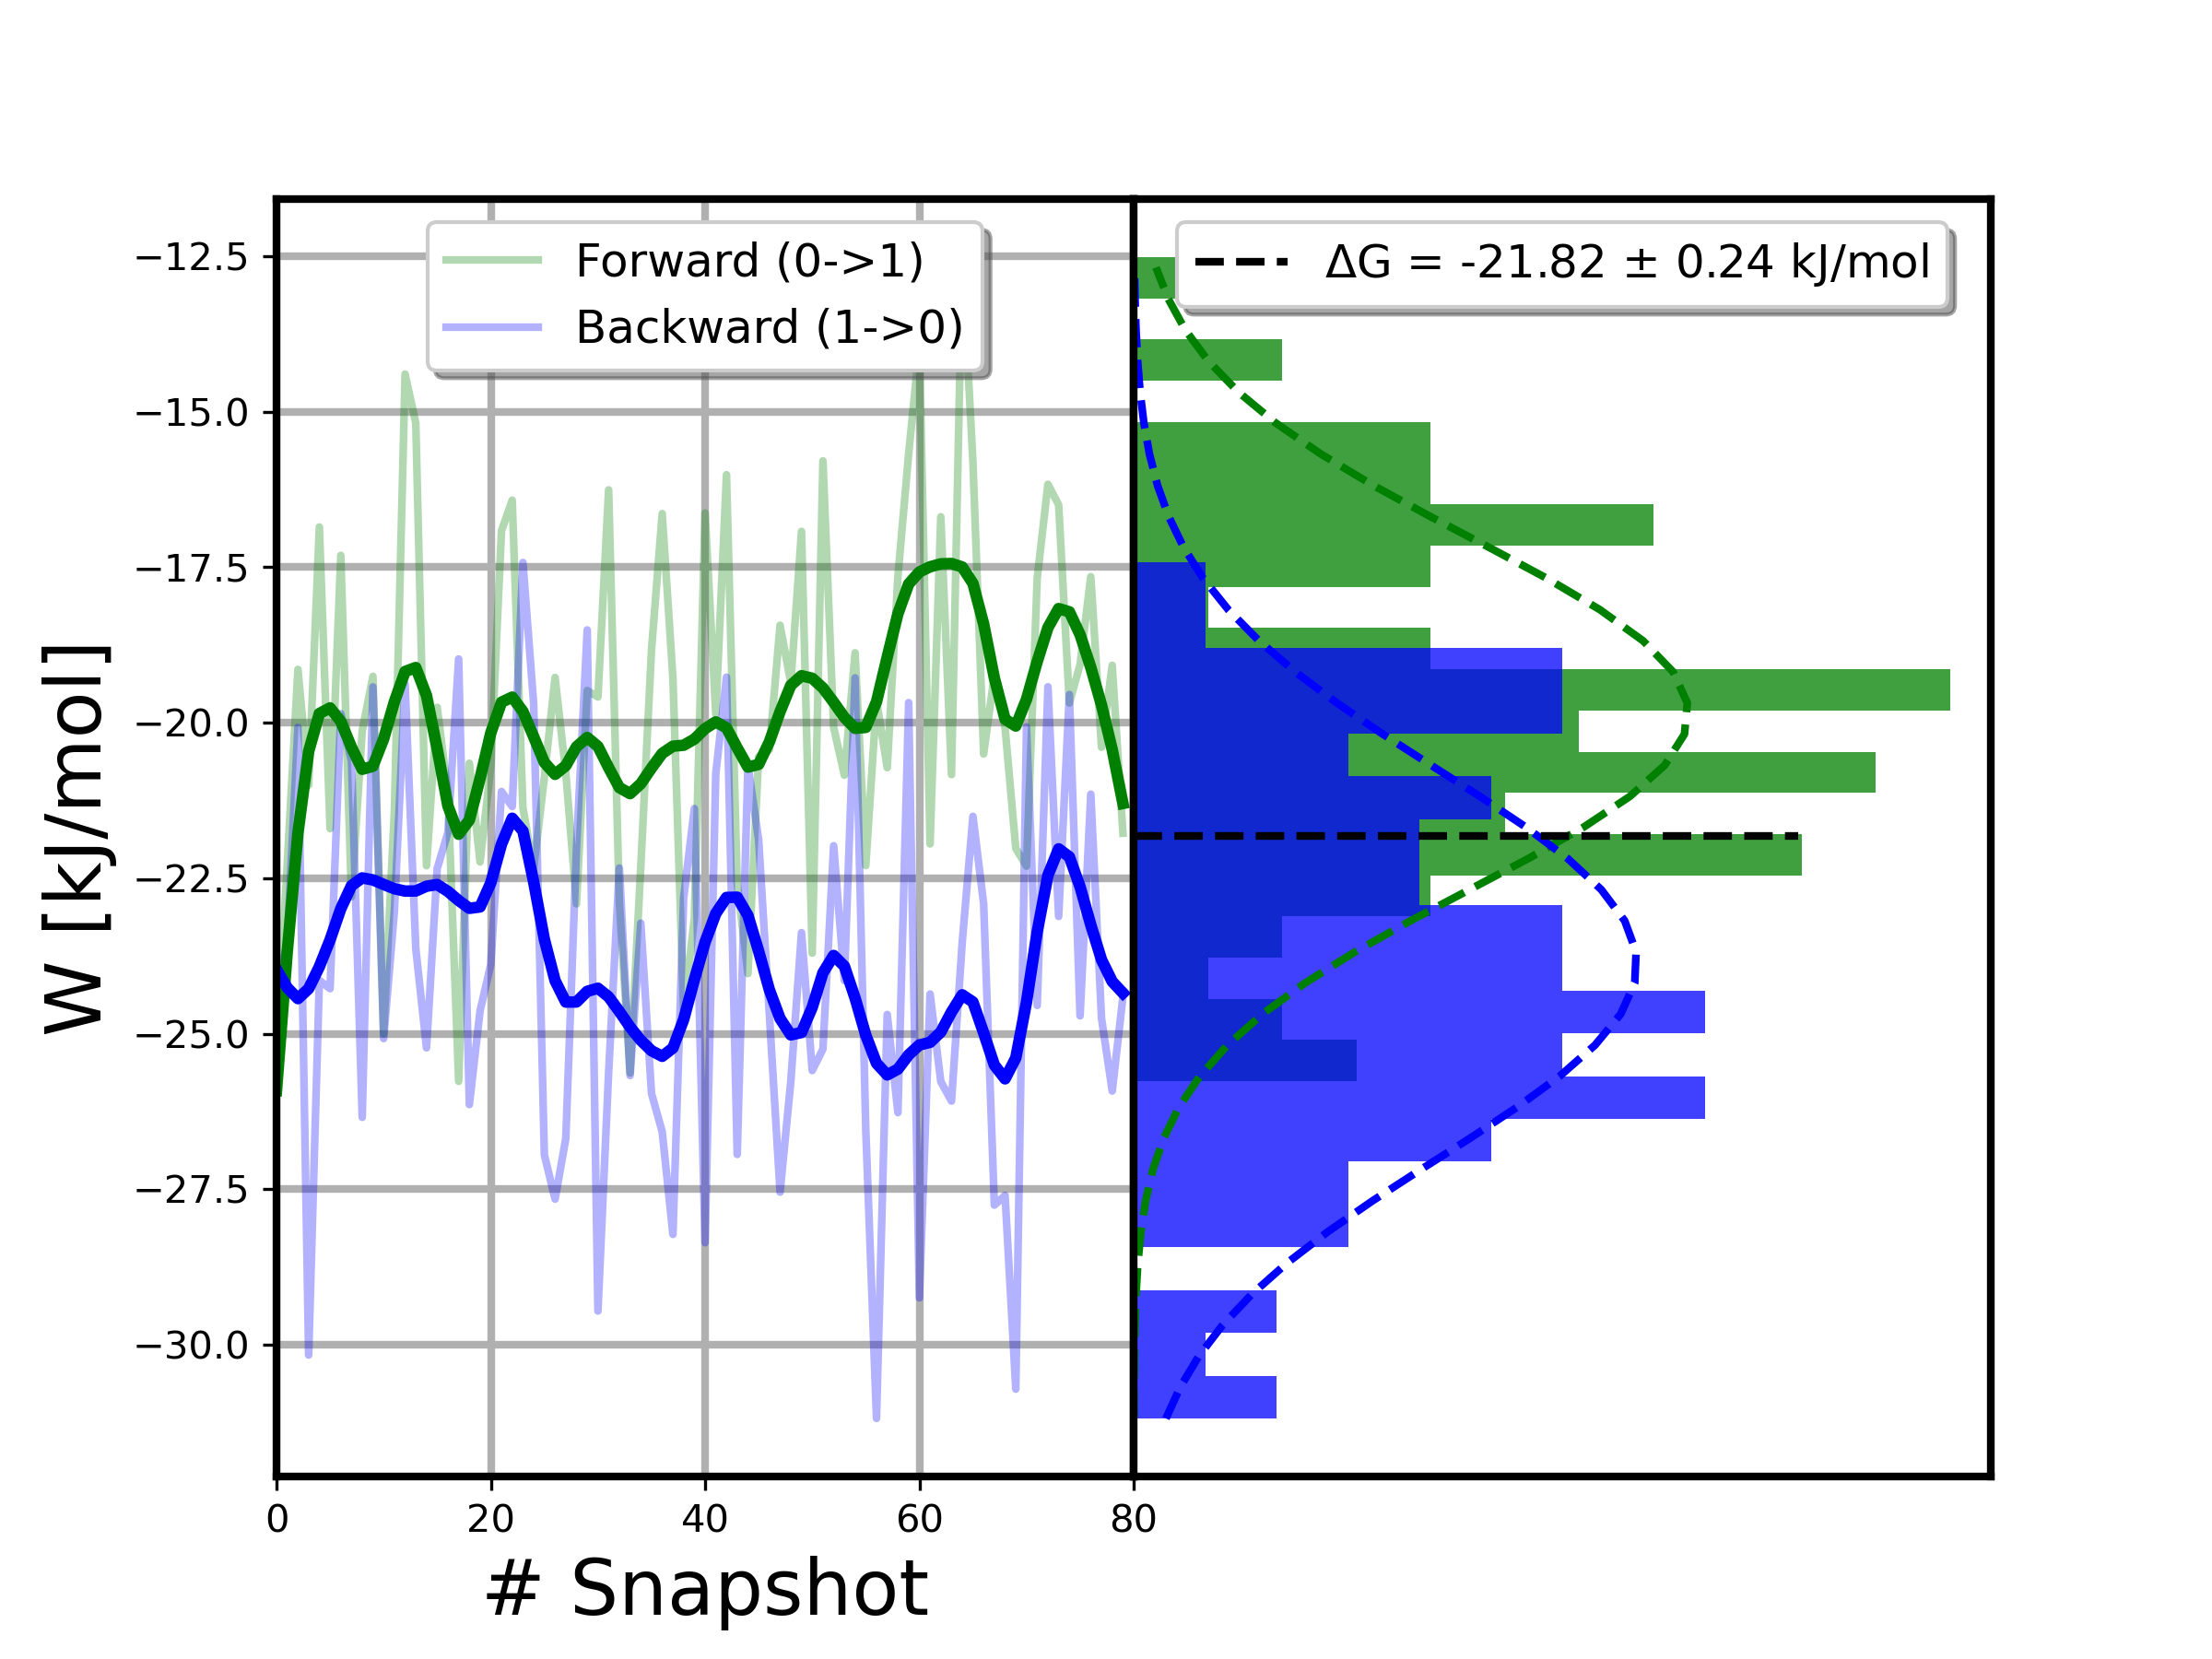 Forward (0->1)
Backward (1->0)
ΔG = -21.82 ± 0.24 kJ/mol
W [kJ/mol]
−12.5
−15.0
−17.5
−20.0
−22.5
−25.0
−27.5
−30.0
0 20 40 60 80
# Snapshot